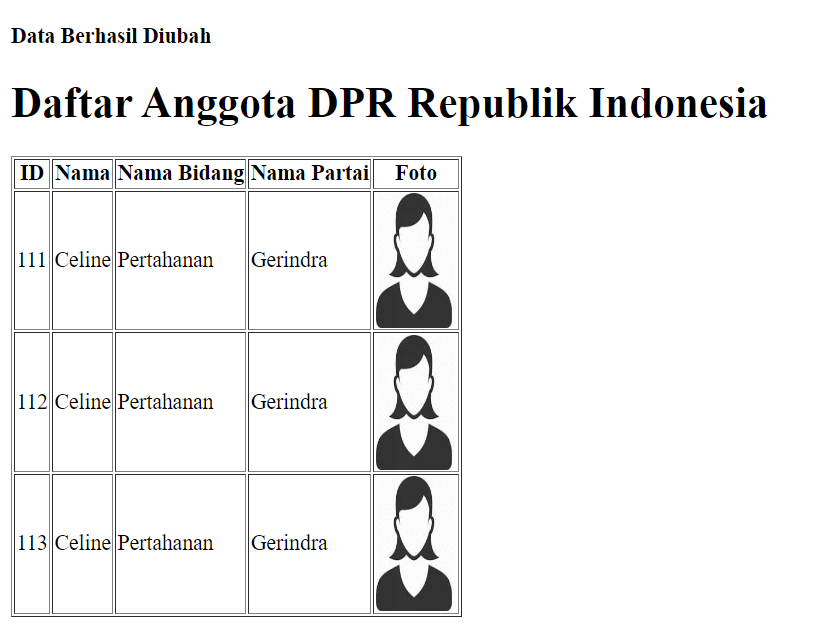 Data Berhasil Diubah
Daftar Anggota DPR Republik Indonesia
ID Nama Nama Bidang Nama Partai Foto
111 Celine Pertahanan Gerindra
112 Celine Pertahanan Gerindra
113 Celine Pertahanan Gerindra